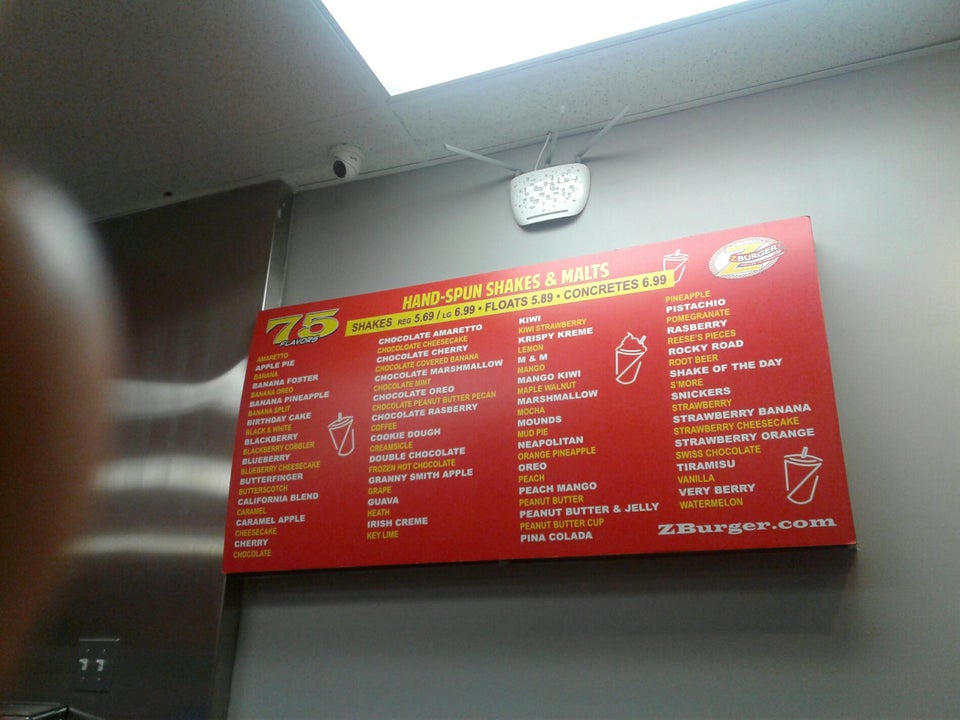 HAND-SPUN SHAKES & MALTS
75
FLAVORS
SHAKES REG 5.69 / LG 6.99 • FLOATS 5.89 • CONCRETES 6.99
Z BURGER
AMARETTO
APPLE PIE
BANANA
BANANA FOSTER
BANANA OREO
BANANA PINEAPPLE
BANANA SPLIT
BIRTHDAY CAKE
BLACK & WHITE
BLACKBERRY
BLACKBERRY COBBLER
BLUEBERRY
BLUEBERRY CHEESECAKE
BUTTERFINGER
BUTTERSCOTCH
CALIFORNIA BLEND
CARAMEL
CARAMEL APPLE
CHEESECAKE
CHERRY
CHOCOLATE
CHOCOLATE AMARETTO
CHOCOLGATE CHEESECAKE
CHOCOLATE CHERRY
CHOCOLATE COVERED BANANA
CHOCOLATE MARSHMALLOW
CHOCOLATE MINT
CHOCOLATE OREO
CHOCOLATE PEANUT BUTTER PECAN
CHOCOLATE RASBERRY
COFFEE
COOKIE DOUGH
CREAMSICLE
DOUBLE CHOCOLATE
FROZEN HOT CHOCOLATE
GRANNY SMITH APPLE
GRAPE
GUAVA
HEATH
IRISH CREME
KEY LIME
KIWI
KIWI STRAWBERRY
KRISPY KREME
LEMON
M & M
MANGO
MANGO KIWI
MAPLE WALNUT
MARSHMALLOW
MOCHA
MOUNDS
MUD PIE
NEAPOLITAN
ORANGE PINEAPPLE
OREO
PEACH
PEACH MANGO
PEANUT BUTTER
PEANUT BUTTER & JELLY
PEANUT BUTTER CUP
PINA COLADA
PINEAPPLE
PISTACHIO
POMEGRANATE
RASBERRY
REESE'S PIECES
ROCKY ROAD
ROOT BEER
SHAKE OF THE DAY
S'MORE
SNICKERS
STRAWBERRY
STRAWBERRY BANANA
STRAWBERRY CHEESECAKE
STRAWBERRY ORANGE
SWISS CHOCOLATE
TIRAMISU
VANILLA
VERY BERRY
WATERMELON
ZBurger.com